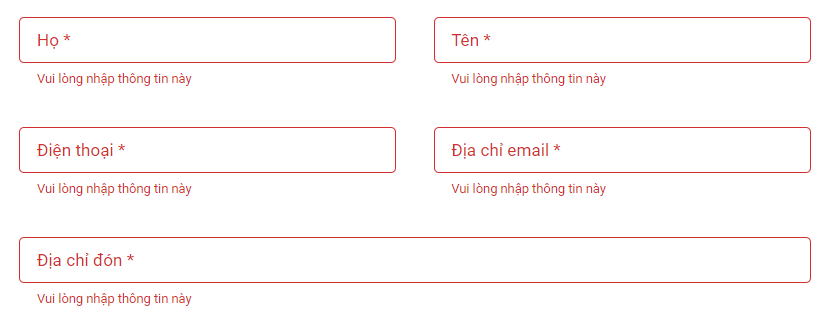 Họ *
Tên *
Vui lòng nhập thông tin này
Vui lòng nhập thông tin này
Điện thoại *
Địa chỉ email *
Vui lòng nhập thông tin này
Vui lòng nhập thông tin này
Địa chỉ đón *
Vui lòng nhập thông tin này